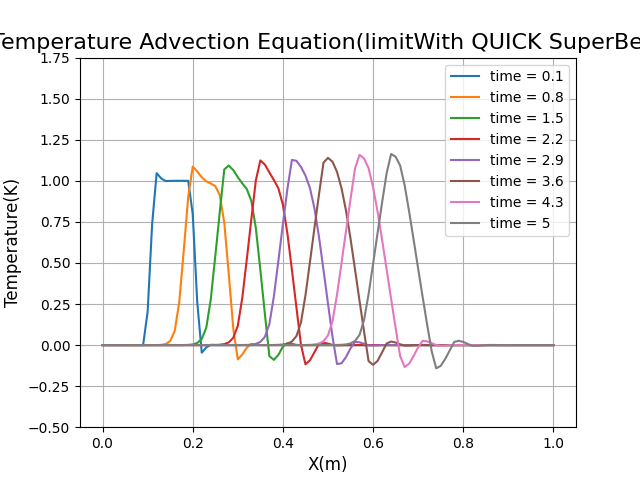 Temperature Advection Equation(limitWith QUICK SuperBe
1.75
1.50
1.25
1.00
0.75
0.50
0.25
0.00
−0.25
−0.50
Temperature(K)
time = 0.1
time = 0.8
time = 1.5
time = 2.2
time = 2.9
time = 3.6
time = 4.3
time = 5
0.0 0.2 0.4 0.6 0.8 1.0
X(m)